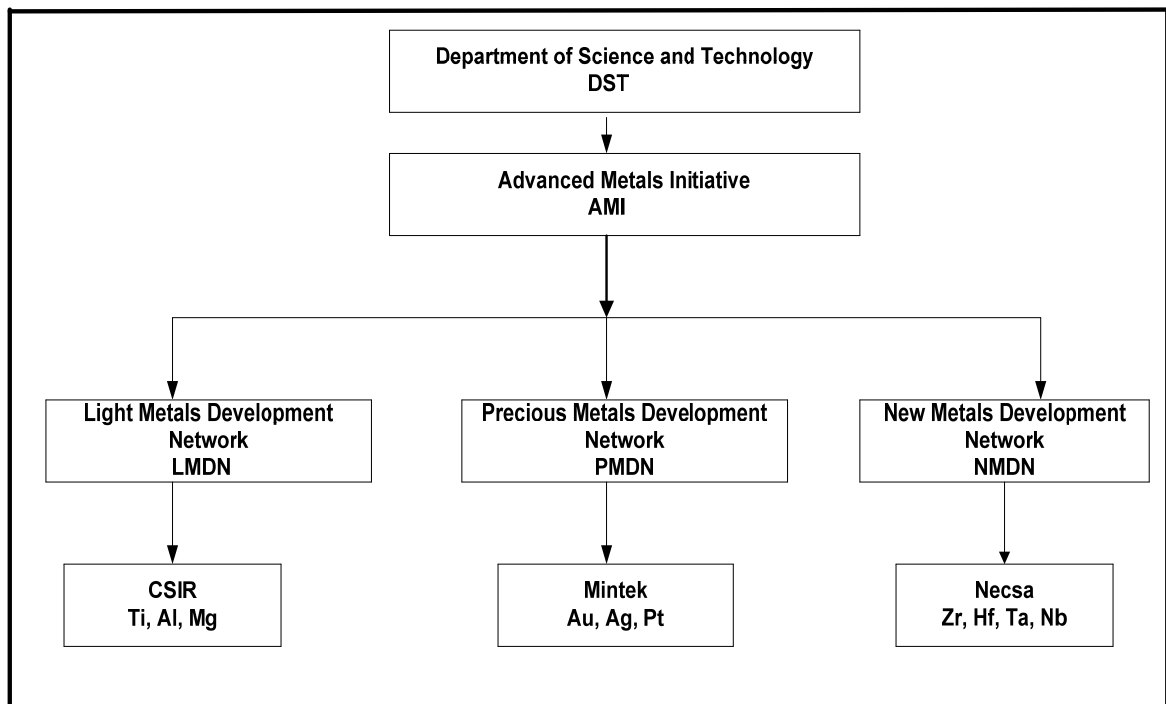 Department of Science and Technology
DST
Advanced Metals Initiative
AMI
Light Metals Development
Network
LMDN
Precious Metals Development
Network
PMDN
New Metals Development
Network
NMDN
CSIR
Ti, Al, Mg
Mintek
Au, Ag, Pt
Necsa
Zr, Hf, Ta, Nb